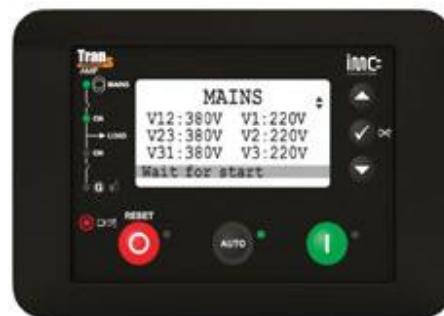 Tran
AMF
MAINS
ON
LOAD
ON
G
imc
MAINS
V12:380V V1:220V
V23:380V V2:220V
V31:380V V3:220V
Wait for start
RESET
AUTO